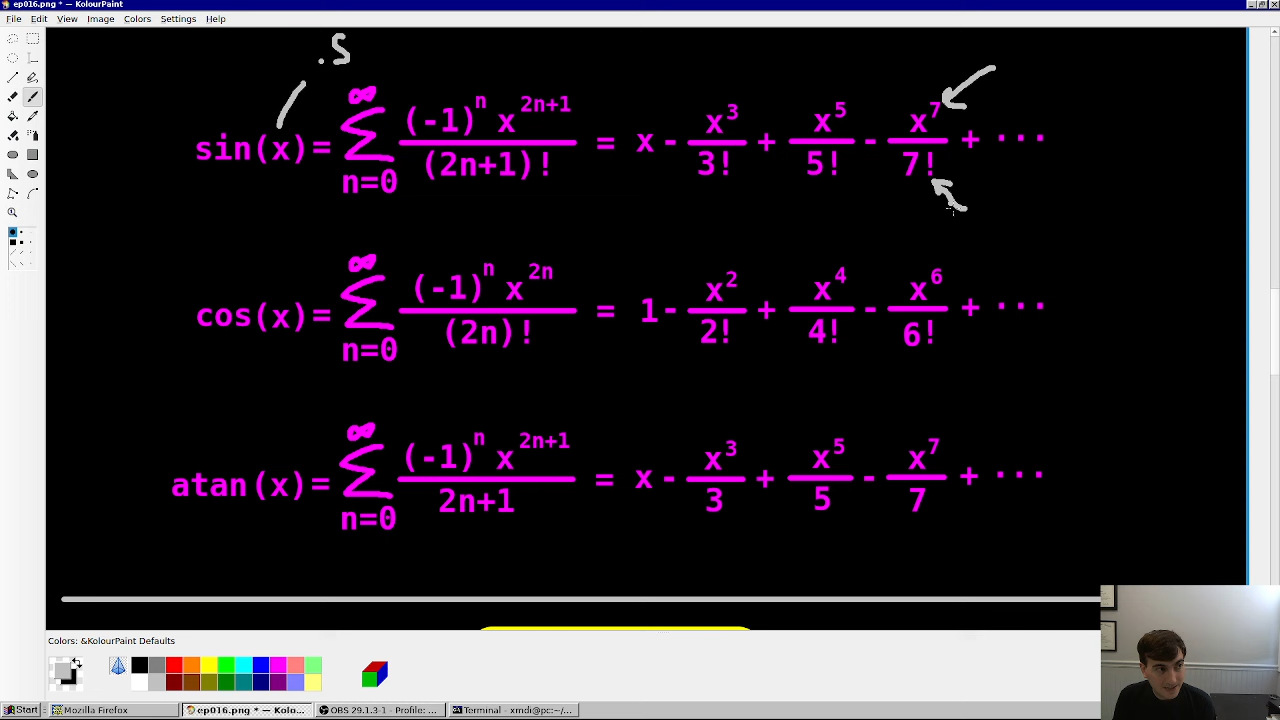 ep016.png * — KolourPaint
File Edit View Image Colors Settings Help
.5
sin(x)= ∞ Σ n=0 (-1)^n x^2n+1 / (2n+1)! = x - x^3/3! + x^5/5! - x^7/7! + ···
cos(x)= ∞ Σ n=0 (-1)^n x^2n / (2n)! = 1 - x^2/2! + x^4/4! - x^6/6! + ···
atan(x)= ∞ Σ n=0 (-1)^n x^2n+1 / 2n+1 = x - x^3/3 + x^5/5 - x^7/7 + ···
Colors: &KolourPaint Defaults
Start Mozilla Firefox ep016.png * — Kolo... OBS 29.1.3-1 - Profile: ... Terminal - xmdi@pc:~/...